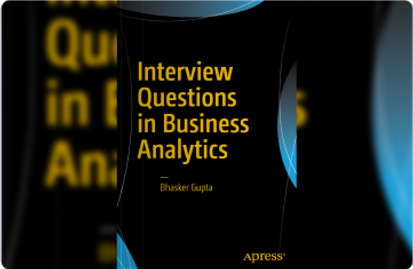 Interview
Questions
in Business
Analytics
Bhasker Gupta
Apress®